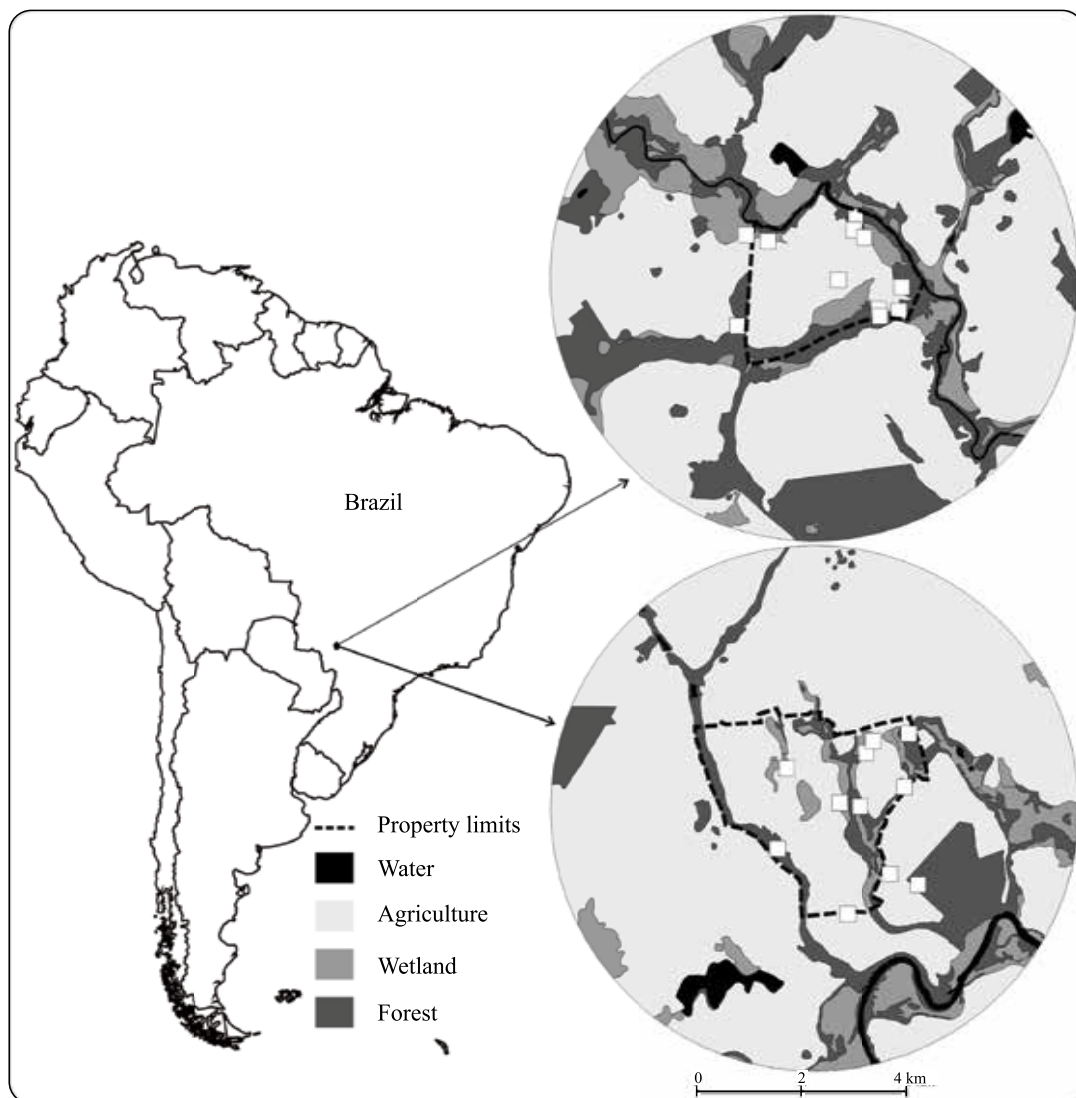 Brazil
Property limits
Water
Agriculture
Wetland
Forest
0 2 4 km